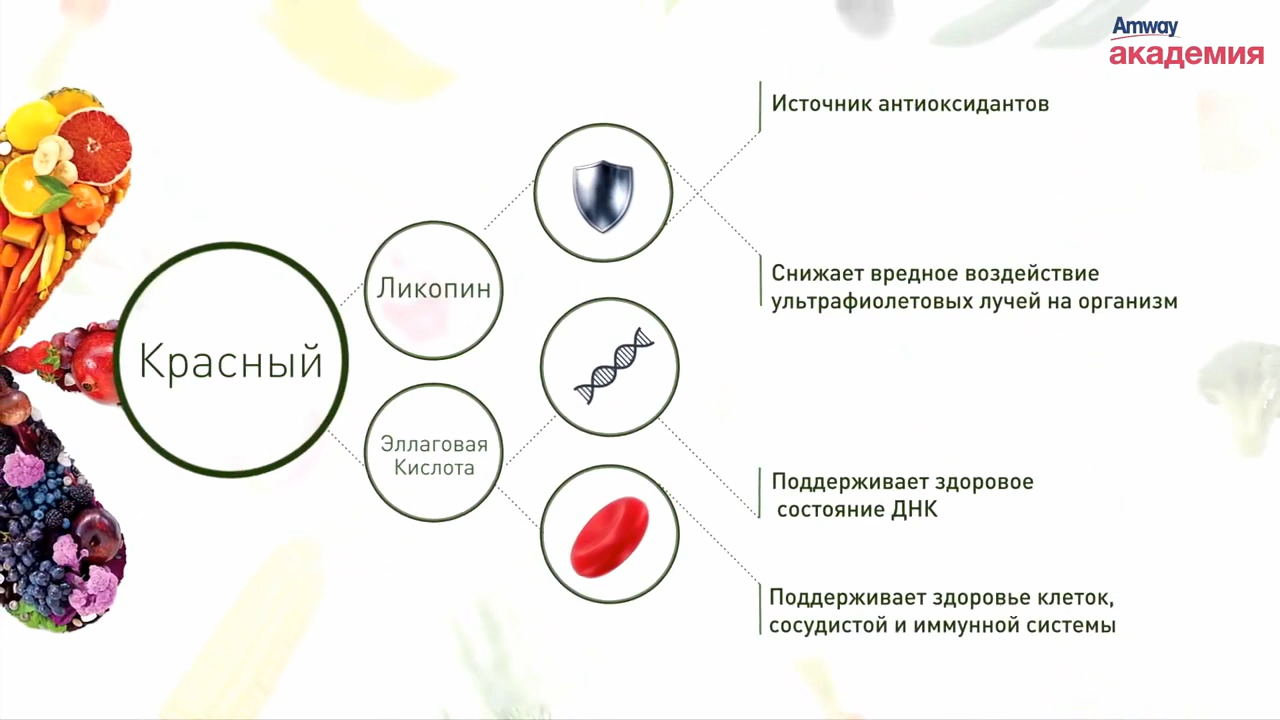 Amway
академия
Источник антиоксидантов
Снижает вредное воздействие
ультрафиолетовых лучей на организм
Ликопин
Красный
Эллаговая
Кислота
Поддерживает здоровое
состояние ДНК
Поддерживает здоровье клеток,
сосудистой и иммунной системы